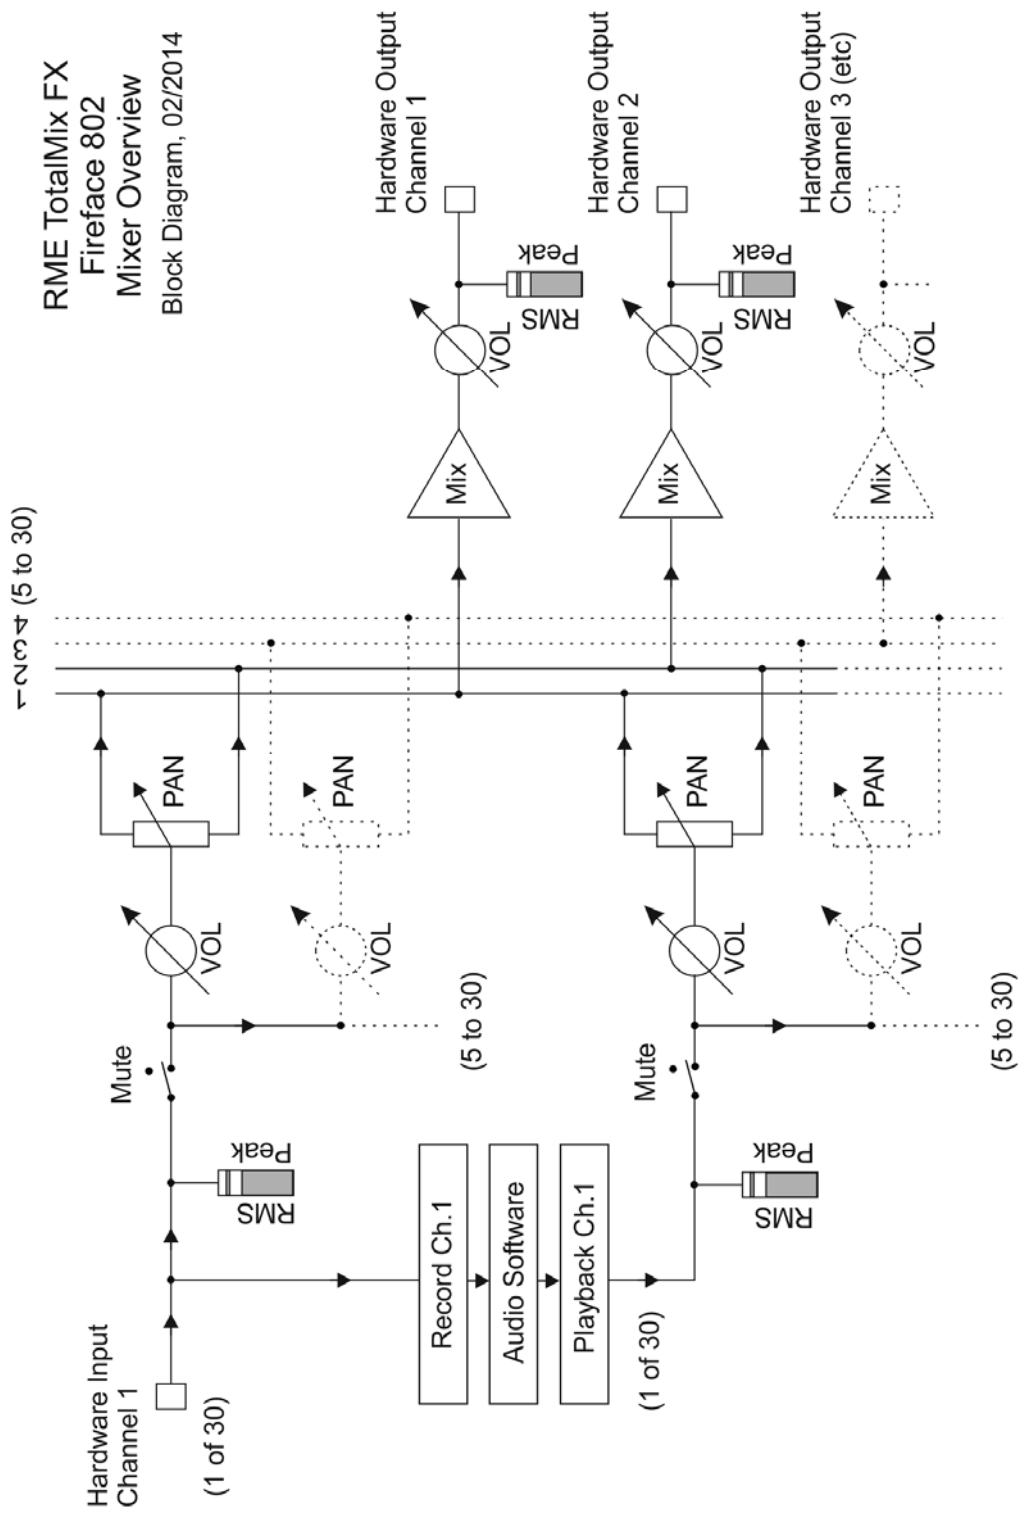 RME TotalMix FX
Fireface 802
Mixer Overview
Block Diagram, 02/2014
Hardware Input
Channel 1
(1 of 30)
RMS
Peak
Mute
VOL
PAN
VOL
PAN
(5 to 30)
1 2 3 4 (5 to 30)
Record Ch.1
Audio Software
Playback Ch.1
(1 of 30)
RMS
Peak
Mute
VOL
PAN
VOL
PAN
(5 to 30)
Mix
VOL
RMS
Peak
Hardware Output
Channel 1
Mix
VOL
RMS
Peak
Hardware Output
Channel 2
Mix
VOL
Hardware Output
Channel 3 (etc)